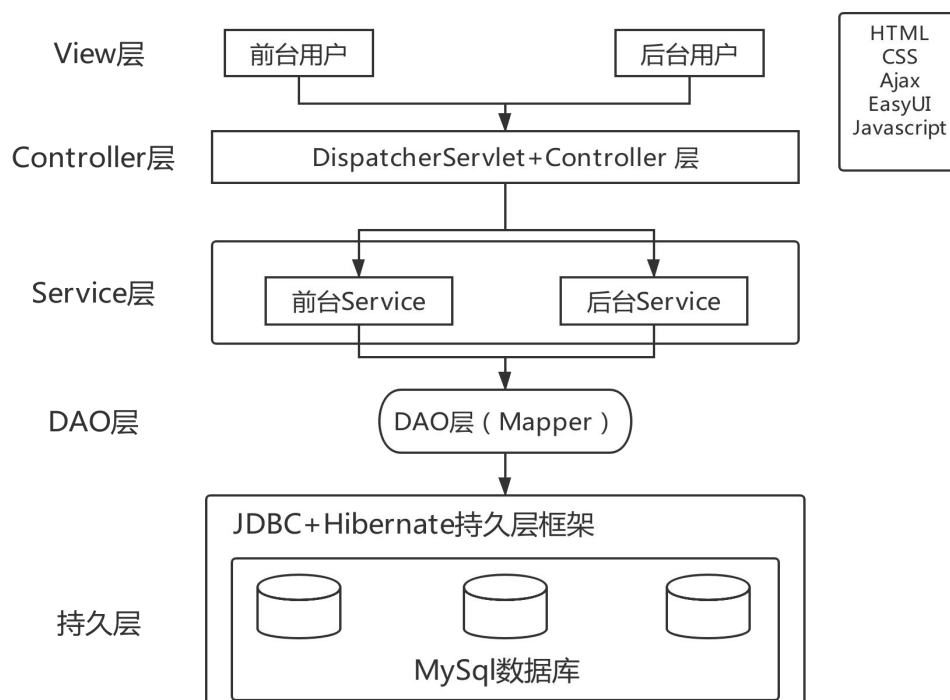 View层
前台用户
后台用户
HTML
CSS
Ajax
EasyUI
Javascript
Controller层
DispatcherServlet+Controller 层
Service层
前台Service
后台Service
DAO层
DAO层（Mapper）
JDBC+Hibernate持久层框架
持久层
MySql数据库